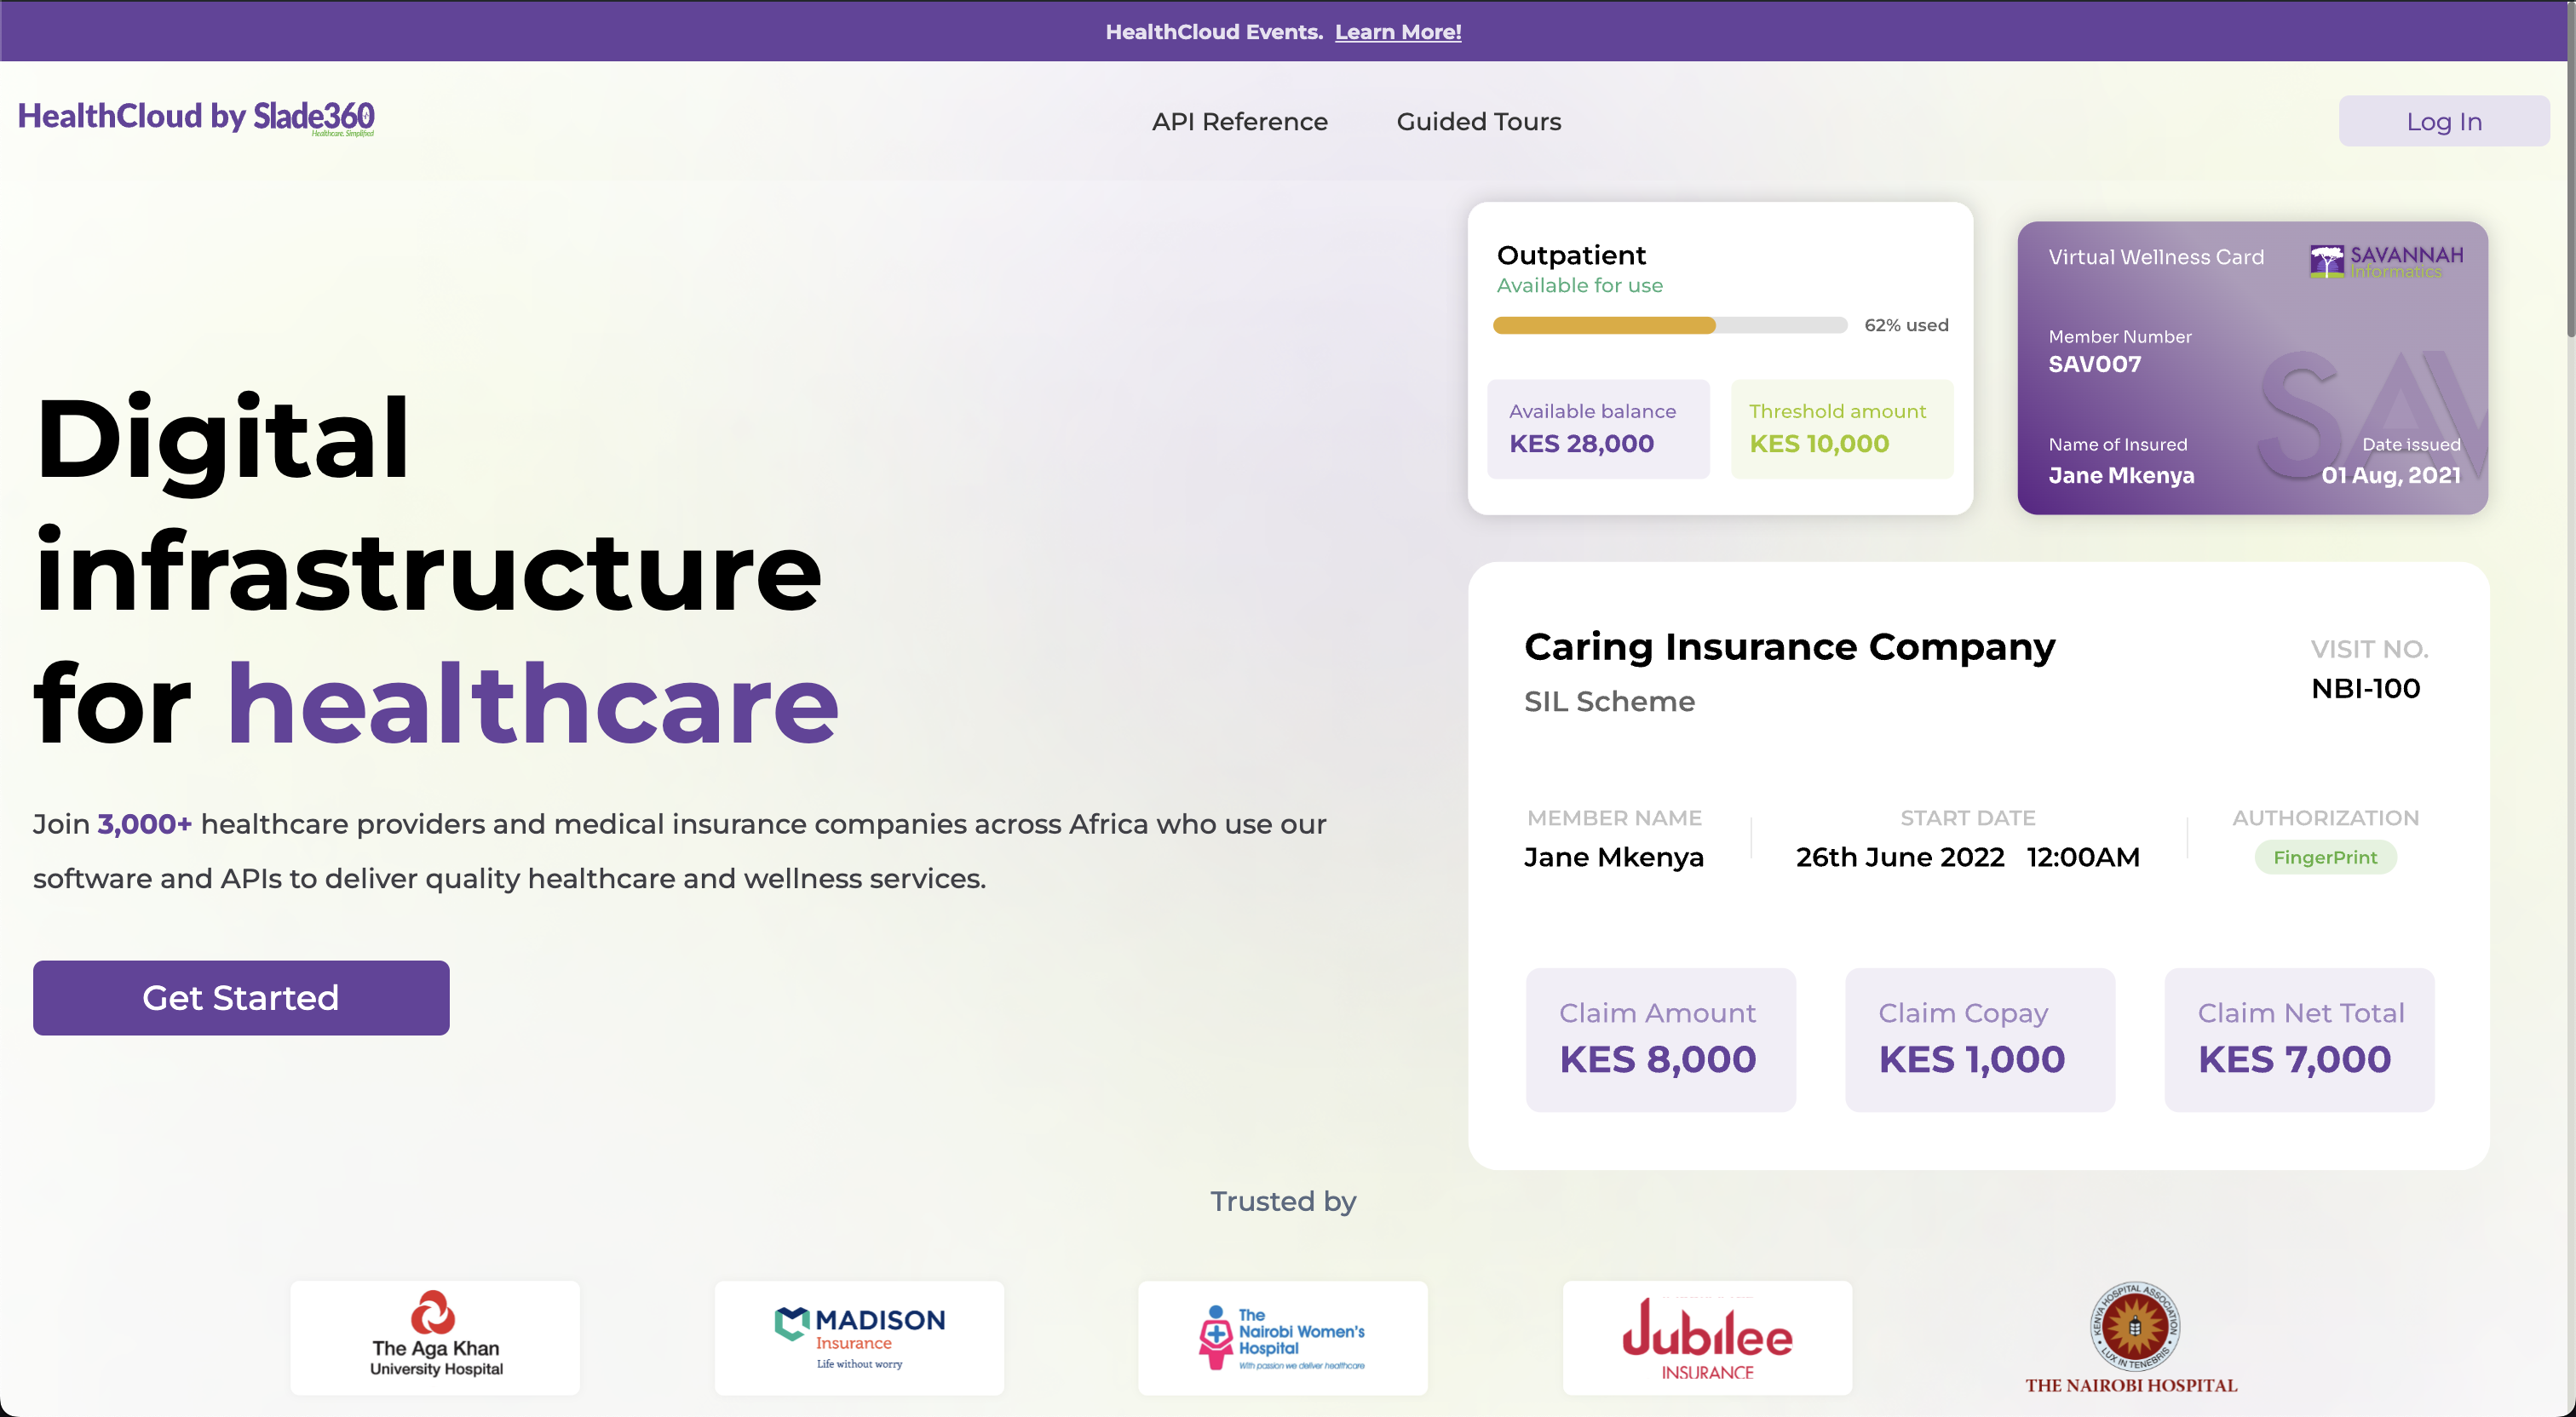 HealthCloud Events. Learn More!
HealthCloud by Slade360
Healthcare, Simplified
API Reference
Guided Tours
Log In
Digital
infrastructure
for healthcare
Join 3,000+ healthcare providers and medical insurance companies across Africa who use our
software and APIs to deliver quality healthcare and wellness services.
Get Started
Outpatient
Available for use
62% used
Available balance
KES 28,000
Threshold amount
KES 10,000
Virtual Wellness Card
SAVANNAH
Informatics
Member Number
SAV007
SAV
Name of Insured
Jane Mkenya
Date issued
01 Aug, 2021
Caring Insurance Company
SIL Scheme
VISIT NO.
NBI-100
MEMBER NAME
Jane Mkenya
START DATE
26th June 2022 12:00AM
AUTHORIZATION
FingerPrint
Claim Amount
KES 8,000
Claim Copay
KES 1,000
Claim Net Total
KES 7,000
Trusted by
The Aga Khan
University Hospital
MADISON
Insurance
Life without worry
The
Nairobi Women's
Hospital
With passion we deliver healthcare
Jubilee
INSURANCE
KENYA HOSPITAL ASSOCIATION
LUX IN TENEBRIS
THE NAIROBI HOSPITAL